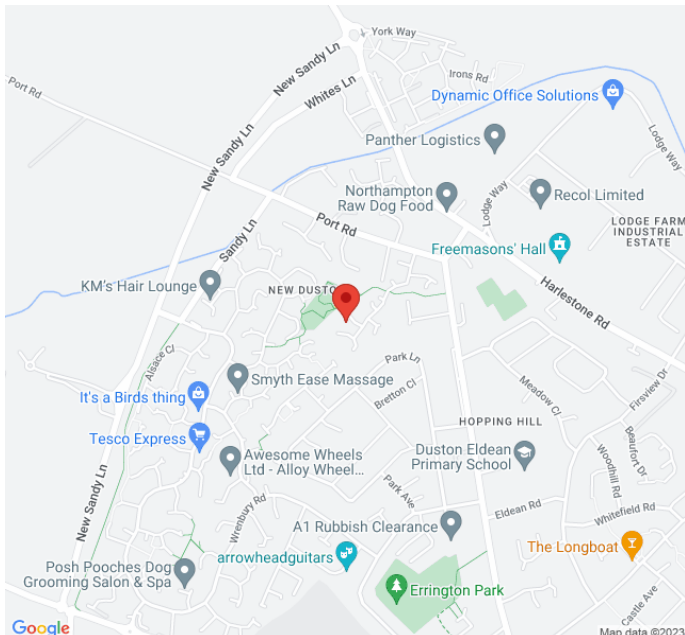 York Way
New Sandy Ln
Whites Ln
Irons Rd
Port Rd
Dynamic Office Solutions
Lodge Way
Panther Logistics
New Sandy Ln
Northampton
Raw Dog Food
Lodge Way
Recol Limited
Port Rd
Sandy Ln
LODGE FARM
INDUSTRIAL
ESTATE
Freemasons' Hall
KM's Hair Lounge
NEW DUSTO
Harlestone Rd
Alsace Cl
Park Ln
Smyth Ease Massage
Bretton Cl
Meadow Cl
Firsview Dr
It's a Birds thing
HOPPING HILL
Tesco Express
Beaufort Dr
Awesome Wheels
Ltd - Alloy Wheel...
Duston Eldean
Primary School
Woodhill Rd
New Sandy Ln
Park Ave
Wrenbury Rd
Eldean Rd
Whitefield Rd
A1 Rubbish Clearance
The Longboat
arrowheadguitars
Posh Pooches Dog
Grooming Salon & Spa
Errington Park
Castle Ave
Google
Map data ©2023